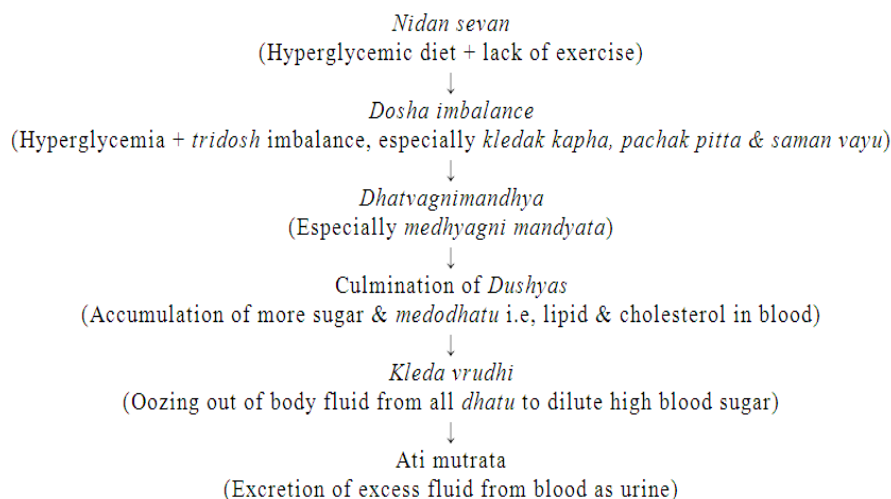 Nidan sevan
(Hyperglycemic diet + lack of exercise)
↓
Dosha imbalance
(Hyperglycemia + tridosh imbalance, especially kledak kapha, pachak pitta & saman vayu)
↓
Dhatvagnimandhya
(Especially medhyagni mandyata)
↓
Culmination of Dushyas
(Accumulation of more sugar & medodhatu i.e, lipid & cholesterol in blood)
↓
Kleda vrudhi
(Oozing out of body fluid from all dhatu to dilute high blood sugar)
↓
Ati mutrata
(Excretion of excess fluid from blood as urine)